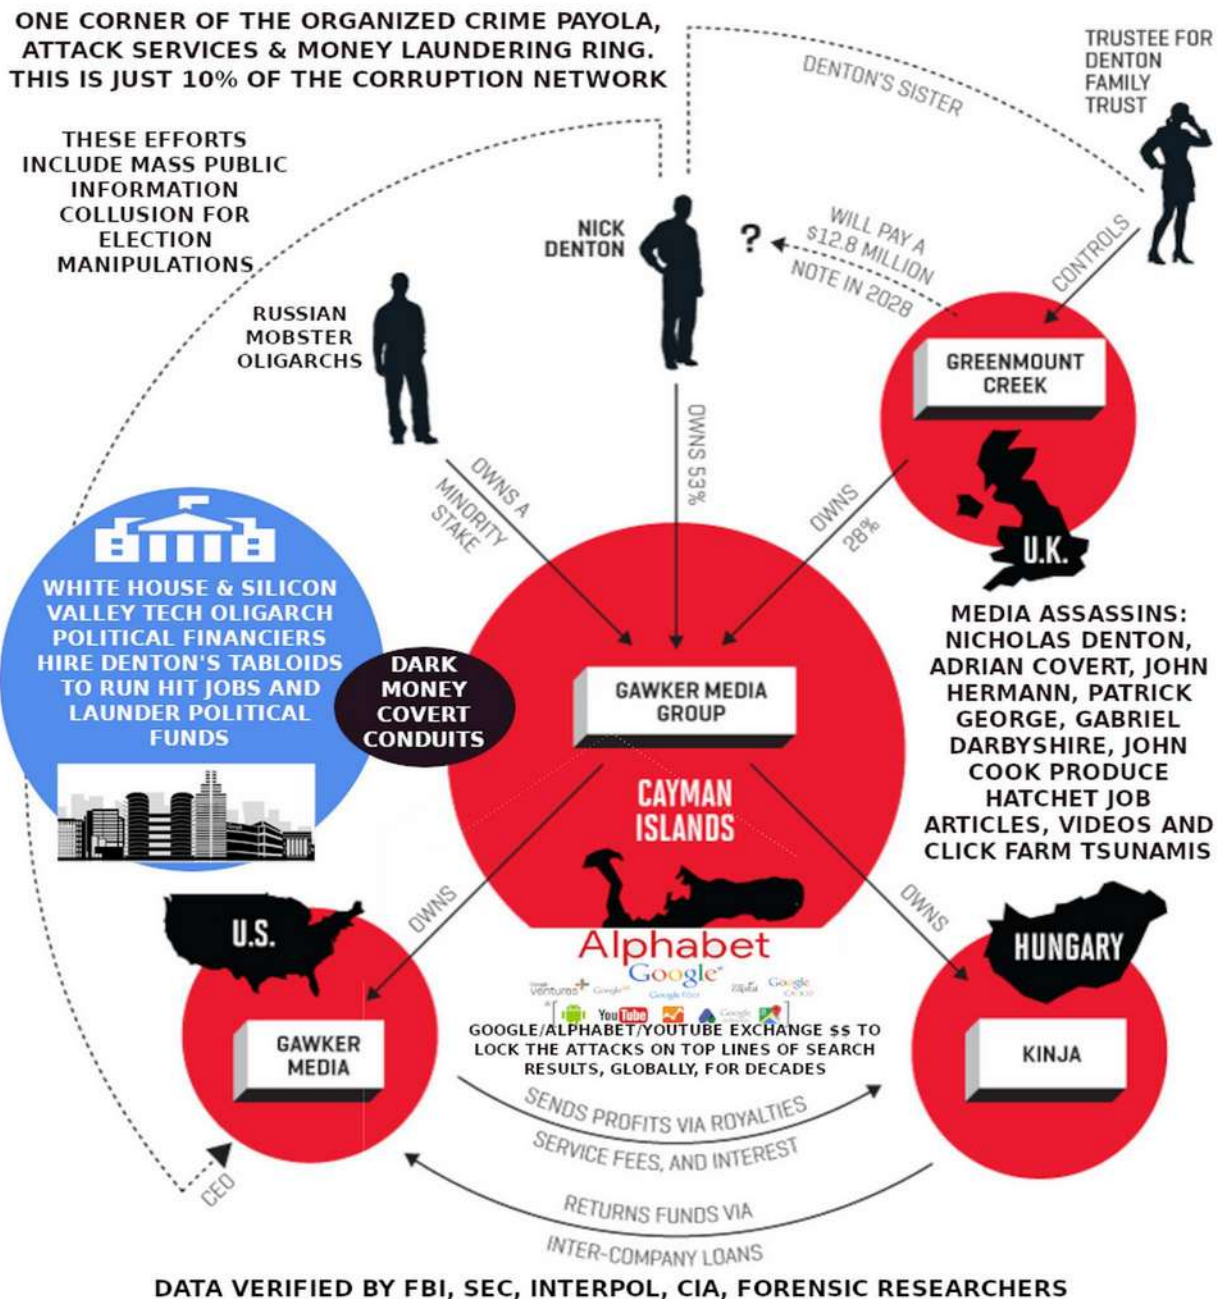 ONE CORNER OF THE ORGANIZED CRIME PAYOLA,
ATTACK SERVICES & MONEY LAUNDERING RING.
THIS IS JUST 10% OF THE CORRUPTION NETWORK
THESE EFFORTS
INCLUDE MASS PUBLIC
INFORMATION
COLLUSION FOR
ELECTION
MANIPULATIONS
DENTON'S SISTER
TRUSTEE FOR
DENTON
FAMILY
TRUST
NICK
DENTON
?
WILL PAY A
$12.8 MILLION
NOTE IN 2028
CONTROLS
RUSSIAN
MOBSTER
OLIGARCHS
GREENMOUNT
CREEK
U.K.
OWNS A
MINORITY
STAKE
OWNS 53%
OWNS
28%
WHITE HOUSE & SILICON
VALLEY TECH OLIGARCH
POLITICAL FINANCIERS
HIRE DENTON'S TABLOIDS
TO RUN HIT JOBS AND
LAUNDER POLITICAL
FUNDS
DARK
MONEY
COVERT
CONDUITS
GAWKER MEDIA
GROUP
CAYMAN
ISLANDS
MEDIA ASSASSINS:
NICHOLAS DENTON,
ADRIAN COVERT, JOHN
HERMANN, PATRICK
GEORGE, GABRIEL
DARBYSHIRE, JOHN
COOK PRODUCE
HATCHET JOB
ARTICLES, VIDEOS AND
CLICK FARM TSUNAMIS
OWNS
OWNS
U.S.
HUNGARY
Alphabet
Google
ventures
Google
Google
Google Fiber
YouTube
Google
GOOGLE/ALPHABET/YOUTUBE EXCHANGE $$ TO
LOCK THE ATTACKS ON TOP LINES OF SEARCH
RESULTS, GLOBALLY, FOR DECADES
GAWKER
MEDIA
KINJA
SENDS PROFITS VIA ROYALTIES
SERVICE FEES, AND INTEREST
CEO
RETURNS FUNDS VIA
INTER-COMPANY LOANS
DATA VERIFIED BY FBI, SEC, INTERPOL, CIA, FORENSIC RESEARCHERS